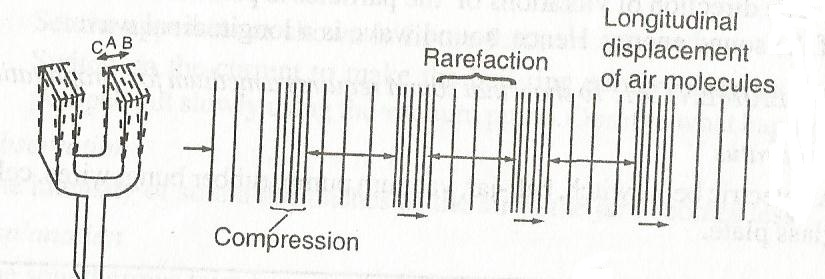 C A B
Longitudinal
displacement
of air molecules
Rarefaction
Compression